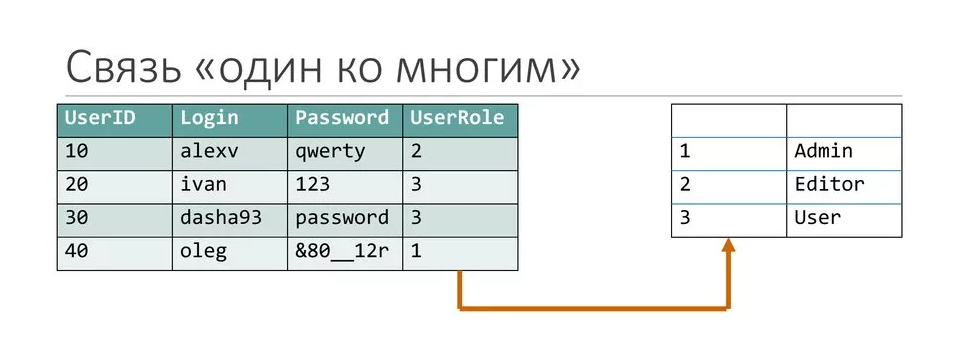 Связь «один ко многим»
UserID Login Password UserRole
10 alexv qwerty 2
20 ivan 123 3
30 dasha93 password 3
40 oleg &80__12r 1
1 Admin
2 Editor
3 User